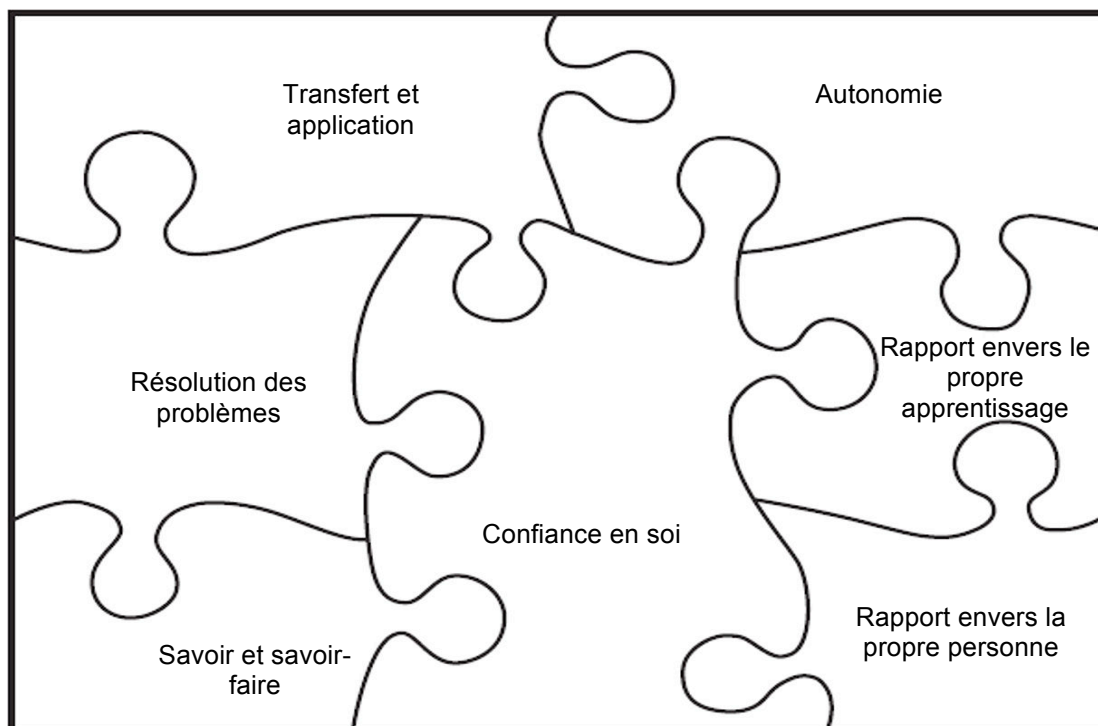 Transfert et
application
Autonomie
Rapport envers le
propre
apprentissage
Résolution des
problèmes
Confiance en soi
Rapport envers la
propre personne
Savoir et savoir-
faire